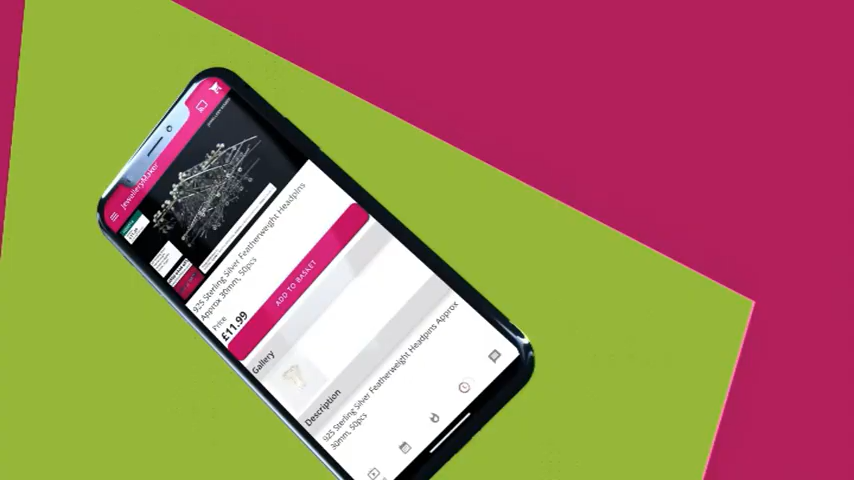 JewelleryMaker
925 Sterling Silver Featherweight Headpins
Approx 30mm, 50pcs
Price
£11.99
ADD TO BASKET
Gallery
Description
925 Sterling Silver Featherweight Headpins Approx
30mm, 50pcs